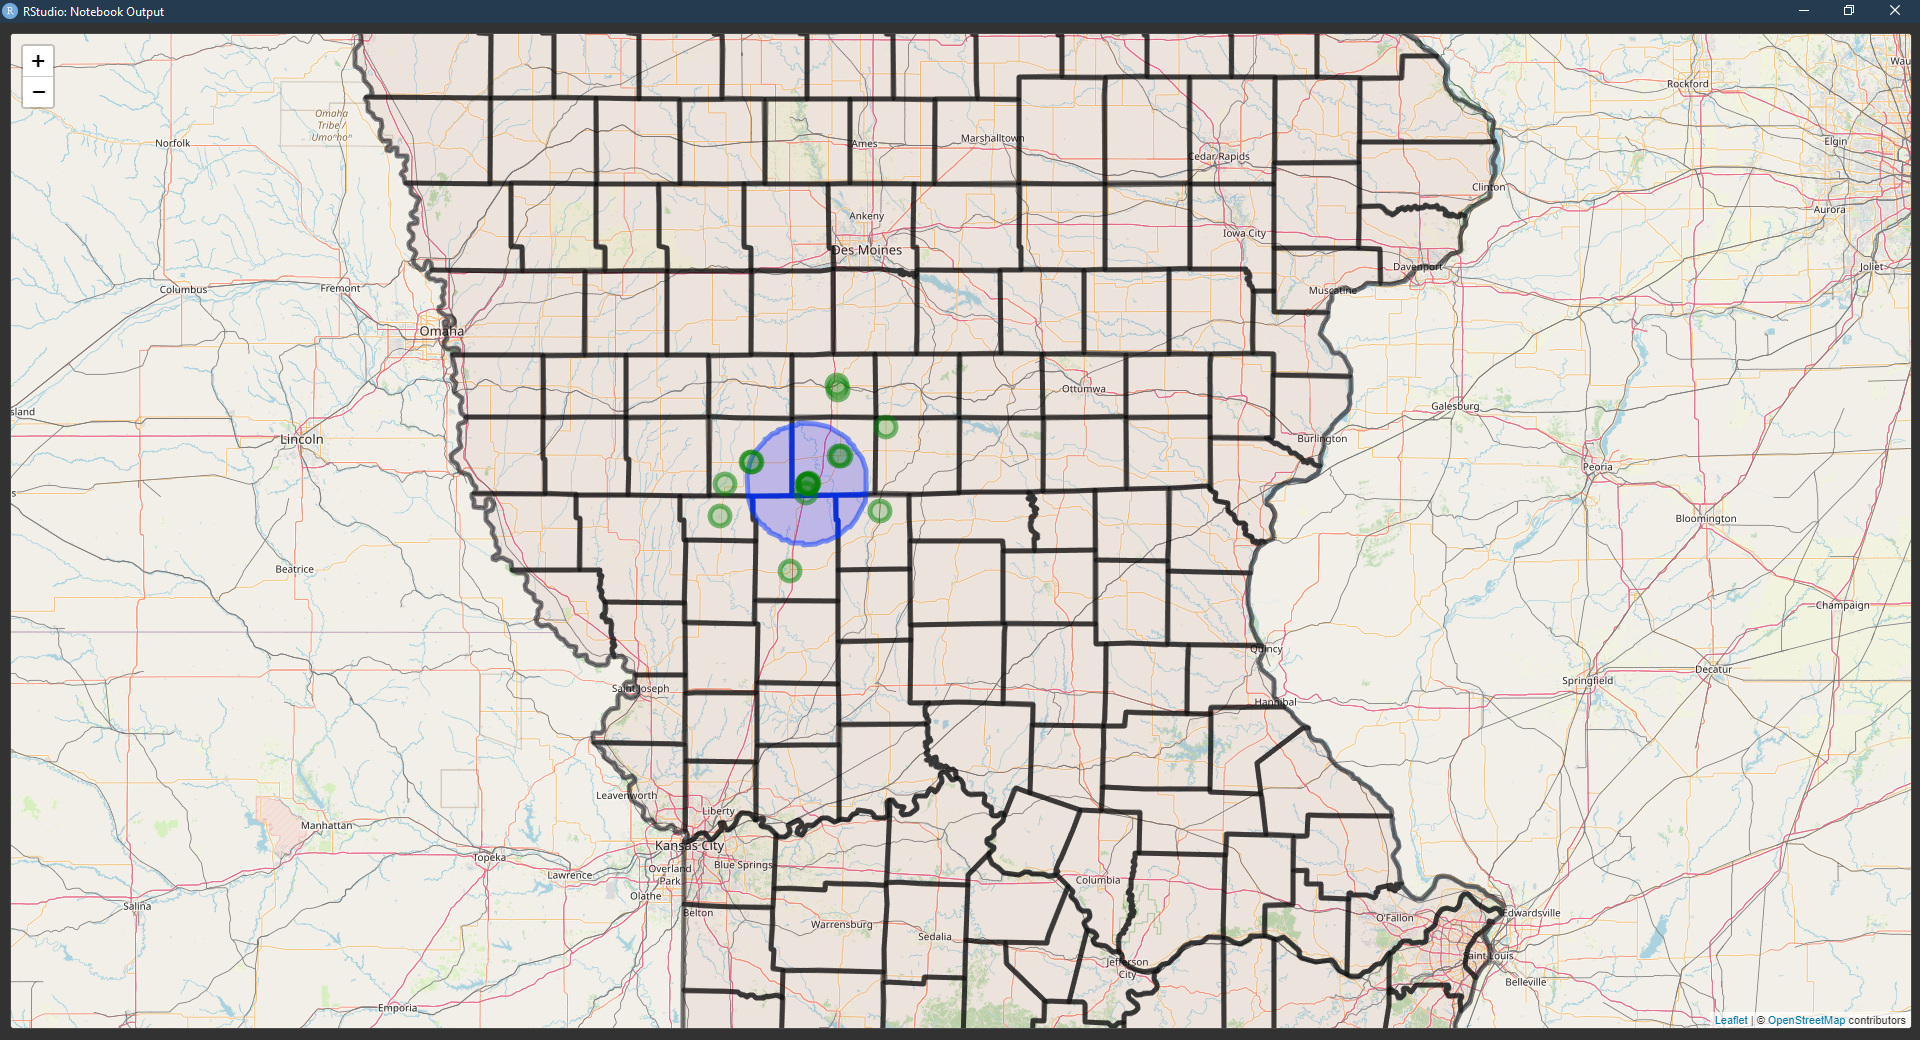 RStudio: Notebook Output
+
−
Rockford
Wau
Omaha
Tribe /
Umoⁿhoⁿ
Norfolk
Ames
Marshalltown
Cedar Rapids
Elgin
Clinton
Aurora
Ankeny
Des Moines
Iowa City
Davenport
Joliet
Columbus
Fremont
Muscatine
Omaha
Ottumwa
sland
Galesburg
Lincoln
Burlington
Peoria
s
Bloomington
Beatrice
Champaign
Quincy
Decatur
Springfield
Saint Joseph
Hannibal
Leavenworth
Liberty
Manhattan
Kansas City
Topeka
Overland
Park
Blue Springs
Lawrence
Columbia
Olathe
Salina
Belton
Warrensburg
Sedalia
O'Fallon
Edwardsville
Saint Louis
Jefferson
City
Belleville
Emporia
Leaflet | © OpenStreetMap contributors